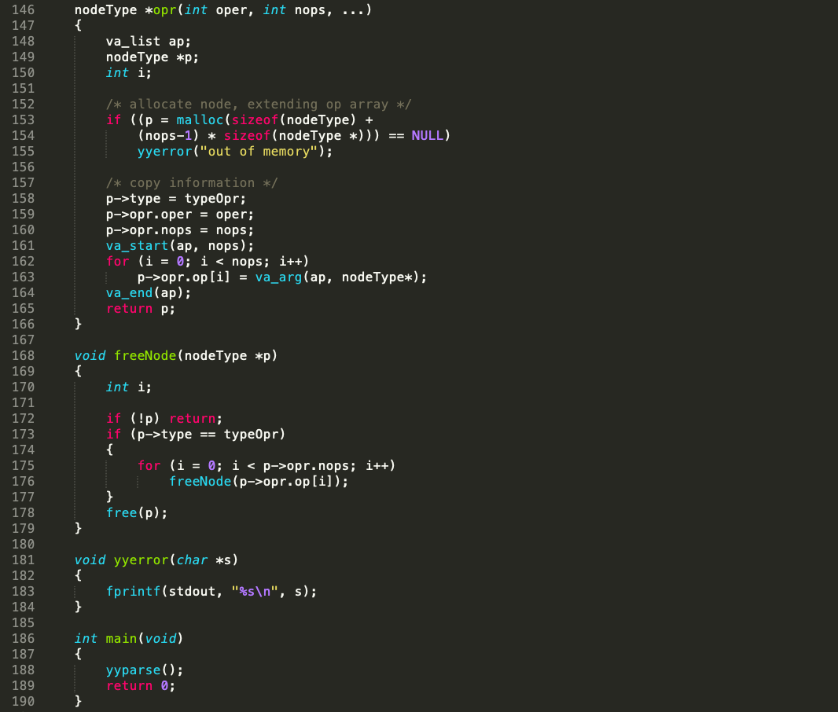 146 nodeType *opr(int oper, int nops, ...)
147 {
148     va_list ap;
149     nodeType *p;
150     int i;
151
152     /* allocate node, extending op array */
153     if ((p = malloc(sizeof(nodeType) +
154         (nops-1) * sizeof(nodeType *))) == NULL)
155         yyerror("out of memory");
156
157     /* copy information */
158     p->type = typeOpr;
159     p->opr.oper = oper;
160     p->opr.nops = nops;
161     va_start(ap, nops);
162     for (i = 0; i < nops; i++)
163         p->opr.op[i] = va_arg(ap, nodeType*);
164     va_end(ap);
165     return p;
166 }
167
168 void freeNode(nodeType *p)
169 {
170     int i;
171
172     if (!p) return;
173     if (p->type == typeOpr)
174     {
175         for (i = 0; i < p->opr.nops; i++)
176             freeNode(p->opr.op[i]);
177     }
178     free(p);
179 }
180
181 void yyerror(char *s)
182 {
183     fprintf(stdout, "%s\n", s);
184 }
185
186 int main(void)
187 {
188     yyparse();
189     return 0;
190 }